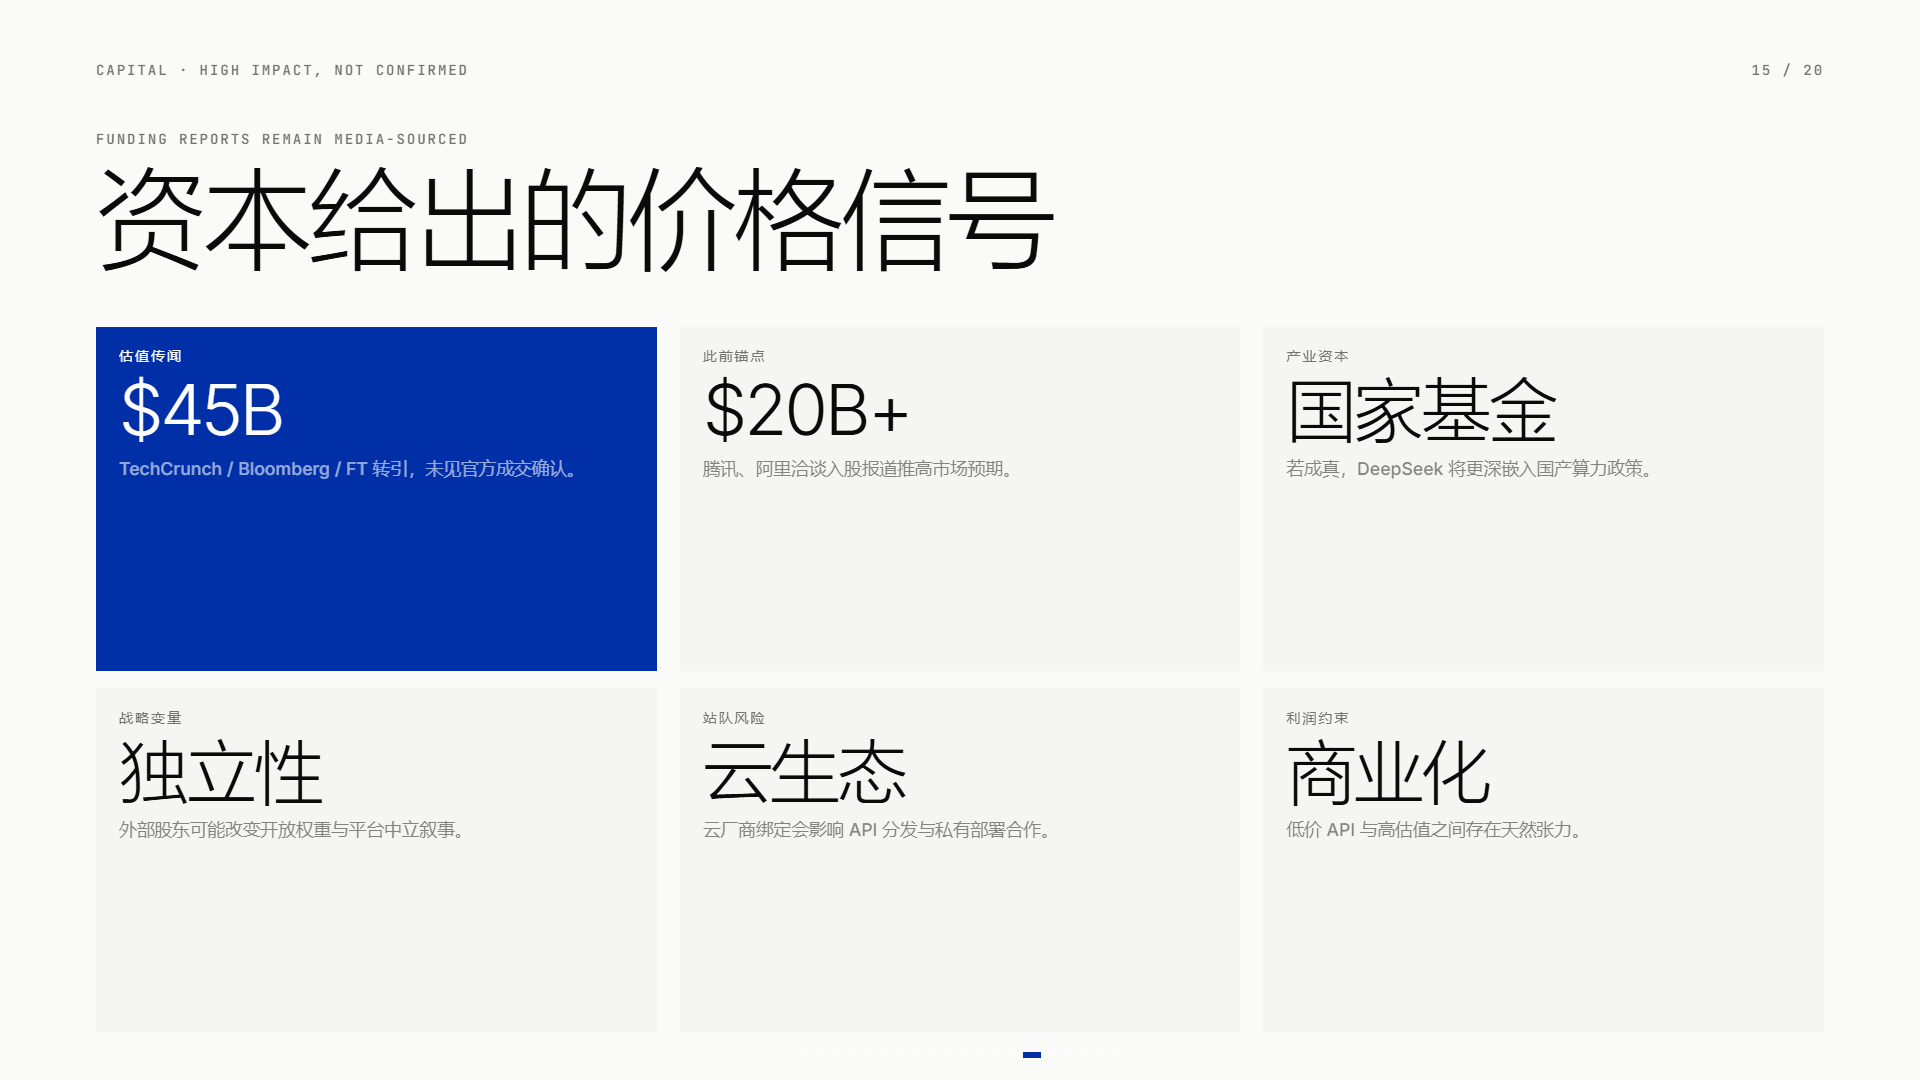 CAPITAL · HIGH IMPACT, NOT CONFIRMED
15 / 20
FUNDING REPORTS REMAIN MEDIA-SOURCED
资本给出的价格信号
估值传闻
$45B
TechCrunch / Bloomberg / FT 转引，未见官方成交确认。
此前锚点
$20B+
腾讯、阿里洽谈入股报道推高市场预期。
产业资本
国家基金
若成真，DeepSeek 将更深嵌入国产算力政策。
战略变量
独立性
外部股东可能改变开放权重与平台中立叙事。
站队风险
云生态
云厂商绑定会影响 API 分发与私有部署合作。
利润约束
商业化
低价 API 与高估值之间存在天然张力。